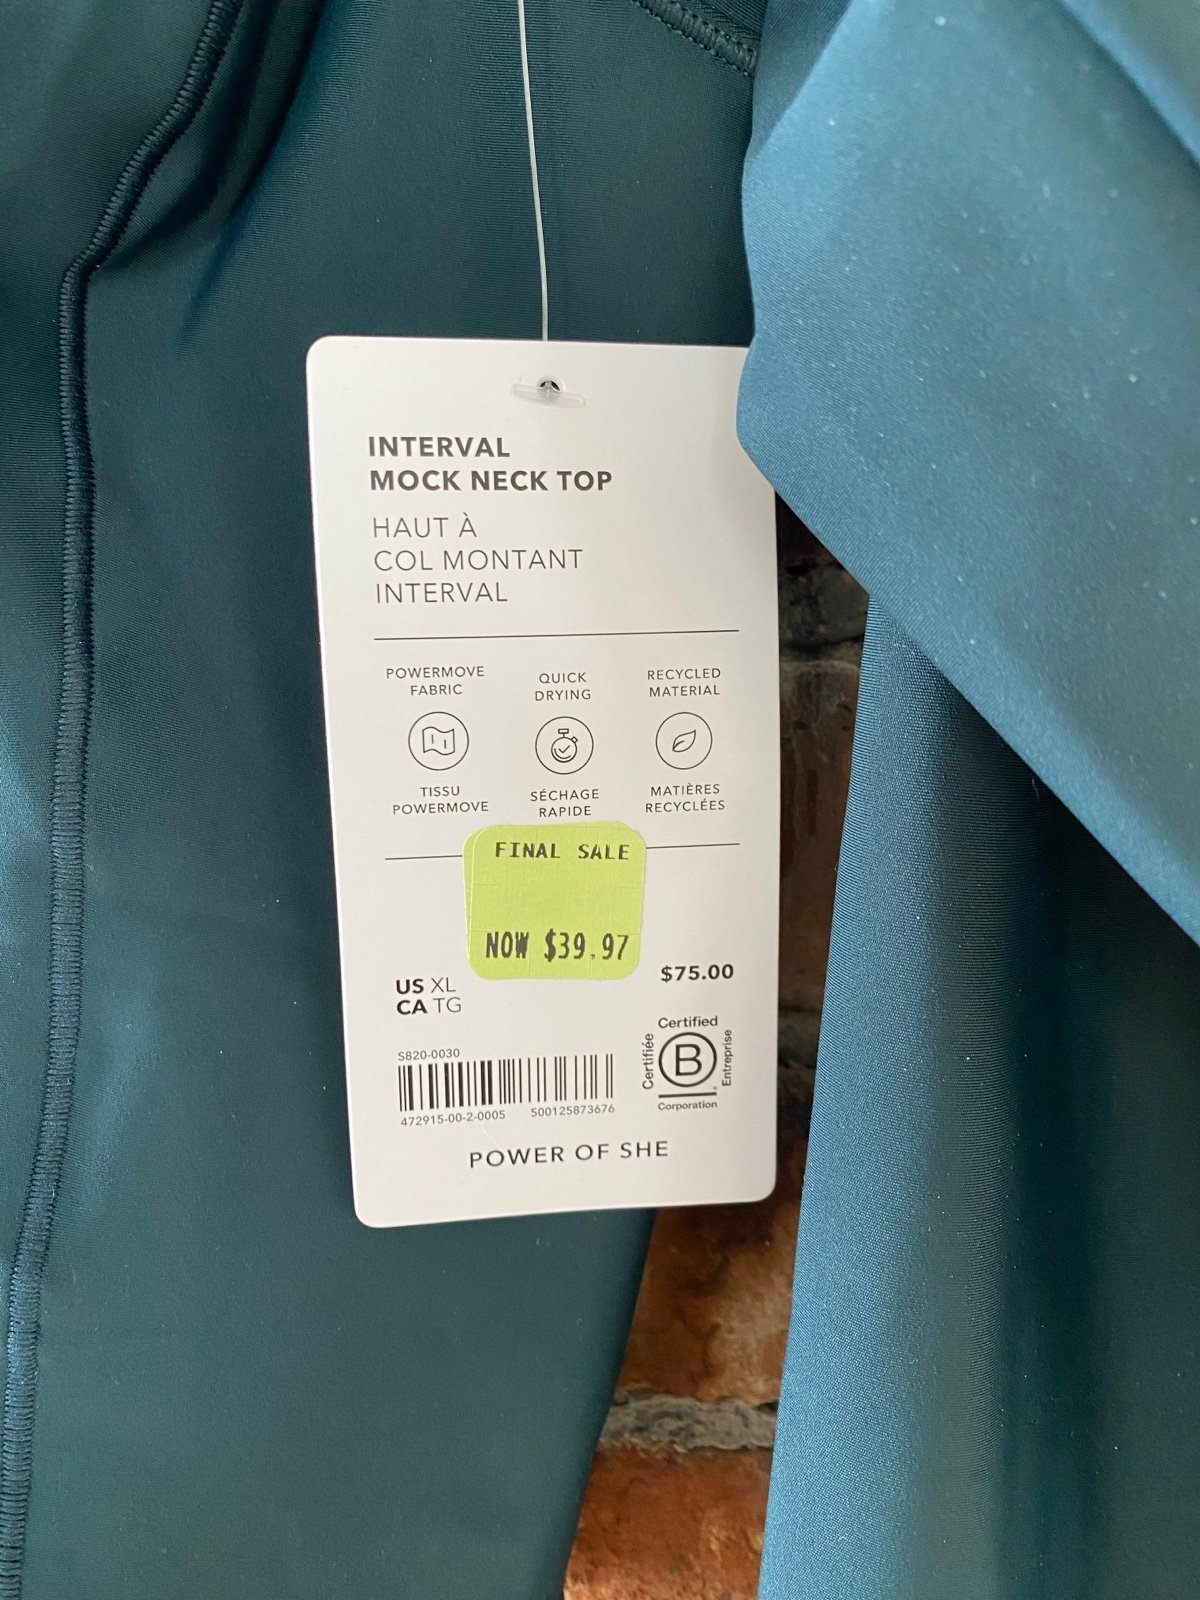 INTERVAL
MOCK NECK TOP
HAUT À
COL MONTANT
INTERVAL
POWERMOVE
FABRIC
TISSU
POWERMOVE
QUICK
DRYING
SÉCHAGE
RAPIDE
RECYCLED
MATERIAL
MATIÈRES
RECYCLÉES
FINAL SALE
NOW $39.97
US XL
CA TG
$75.00
S820-0030
472915-00-2-0005 500125873676
Certified
Certifiée
B
Entreprise
Corporation
POWER OF SHE